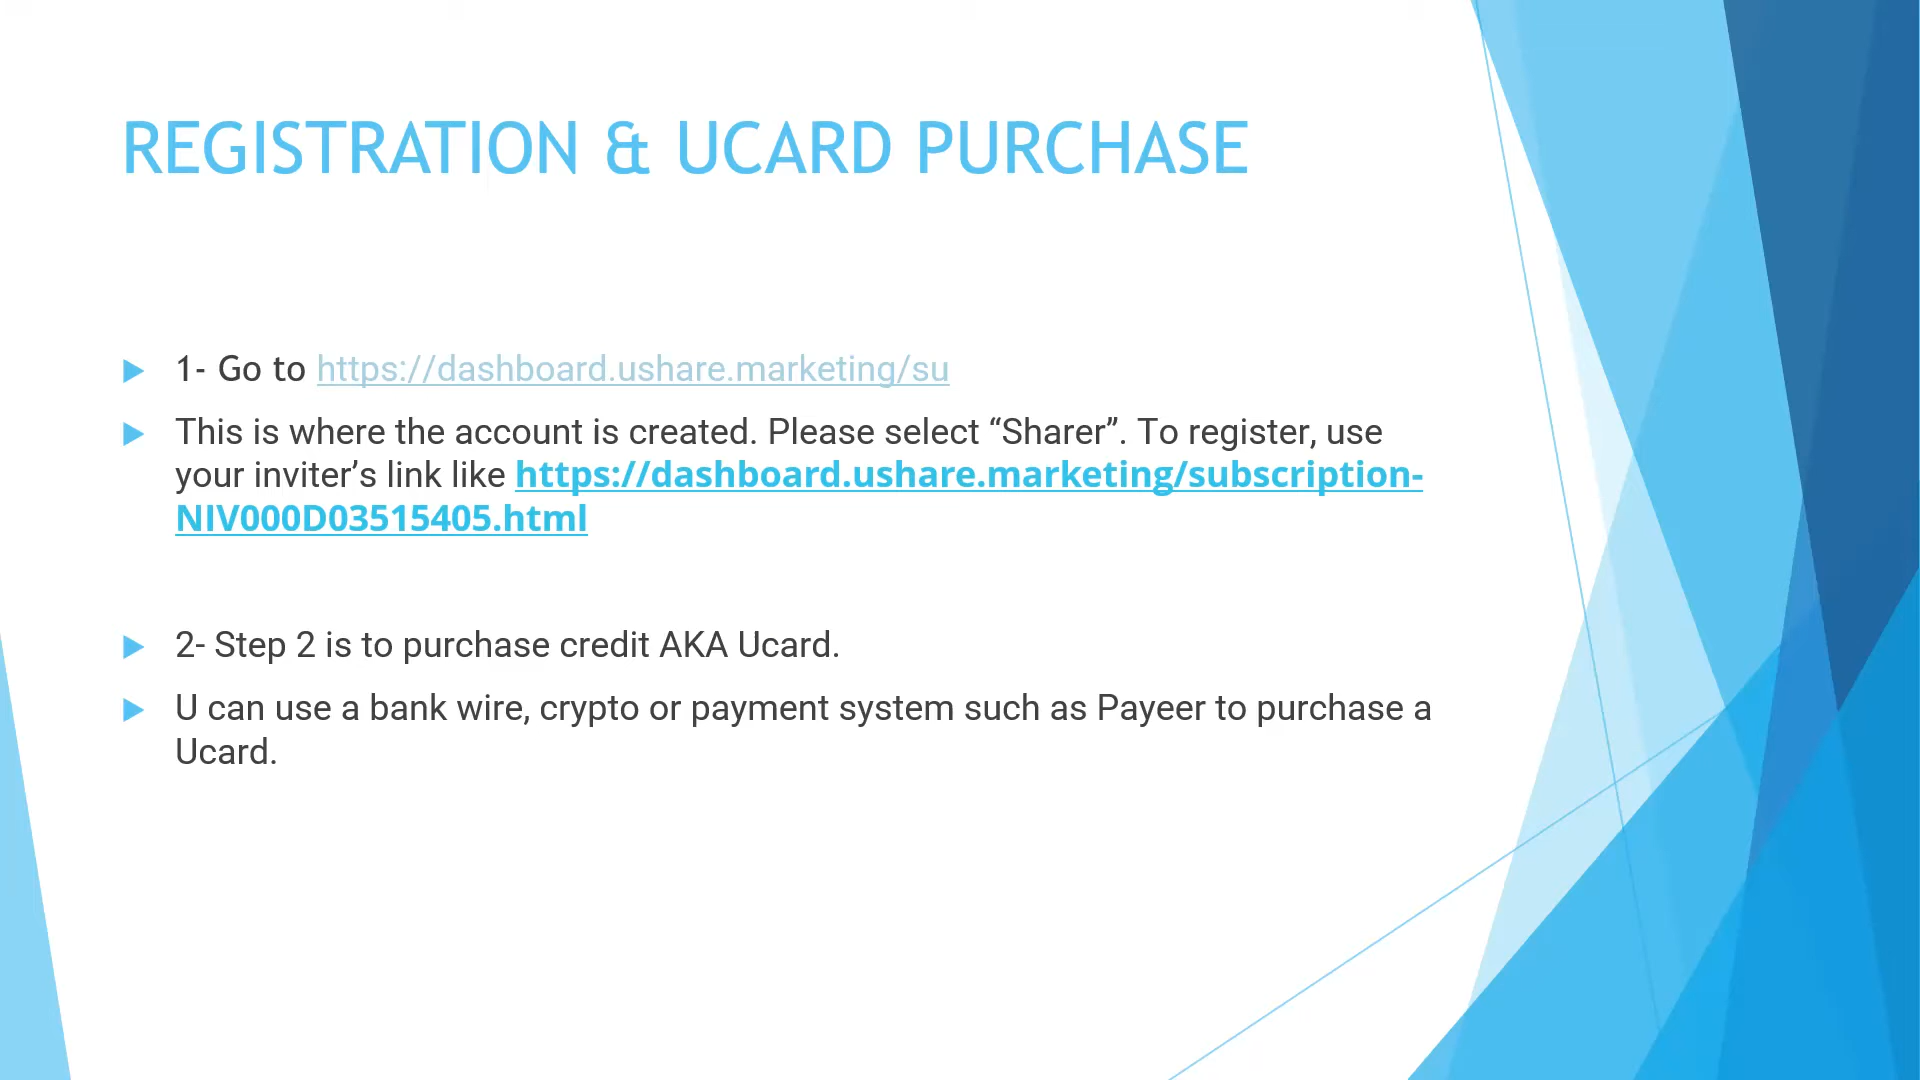 REGISTRATION & UCARD PURCHASE
1- Go to https://dashboard.ushare.marketing/su
This is where the account is created. Please select “Sharer”. To register, use
your inviter’s link like https://dashboard.ushare.marketing/subscription-
NIV000D03515405.html
2- Step 2 is to purchase credit AKA Ucard.
U can use a bank wire, crypto or payment system such as Payeer to purchase a
Ucard.